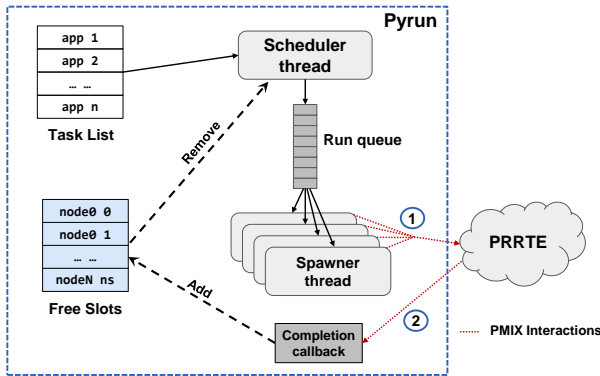 Pyrun
app 1
app 2
… …
app n
Task List
Scheduler
thread
Remove
Run queue
node0 0
node0 1
… …
nodeN ns
Free Slots
1
Spawner
thread
PRRTE
Add
2
Completion
callback
PMIX Interactions